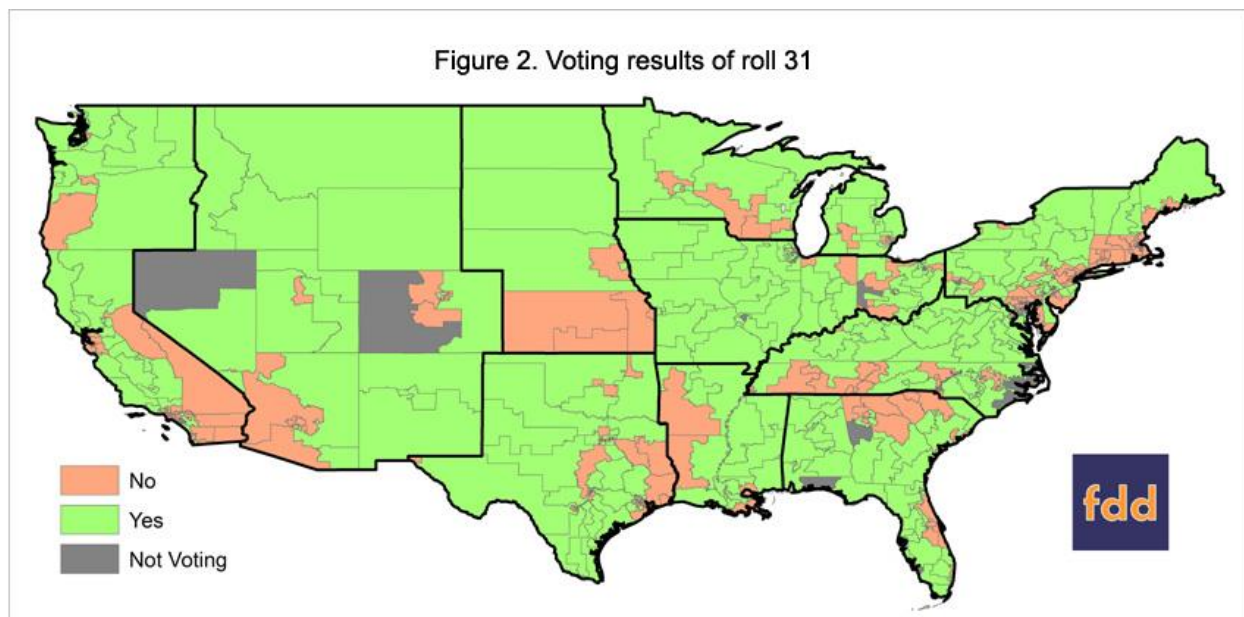 Figure 2. Voting results of roll 31
No
Yes
Not Voting
fdd